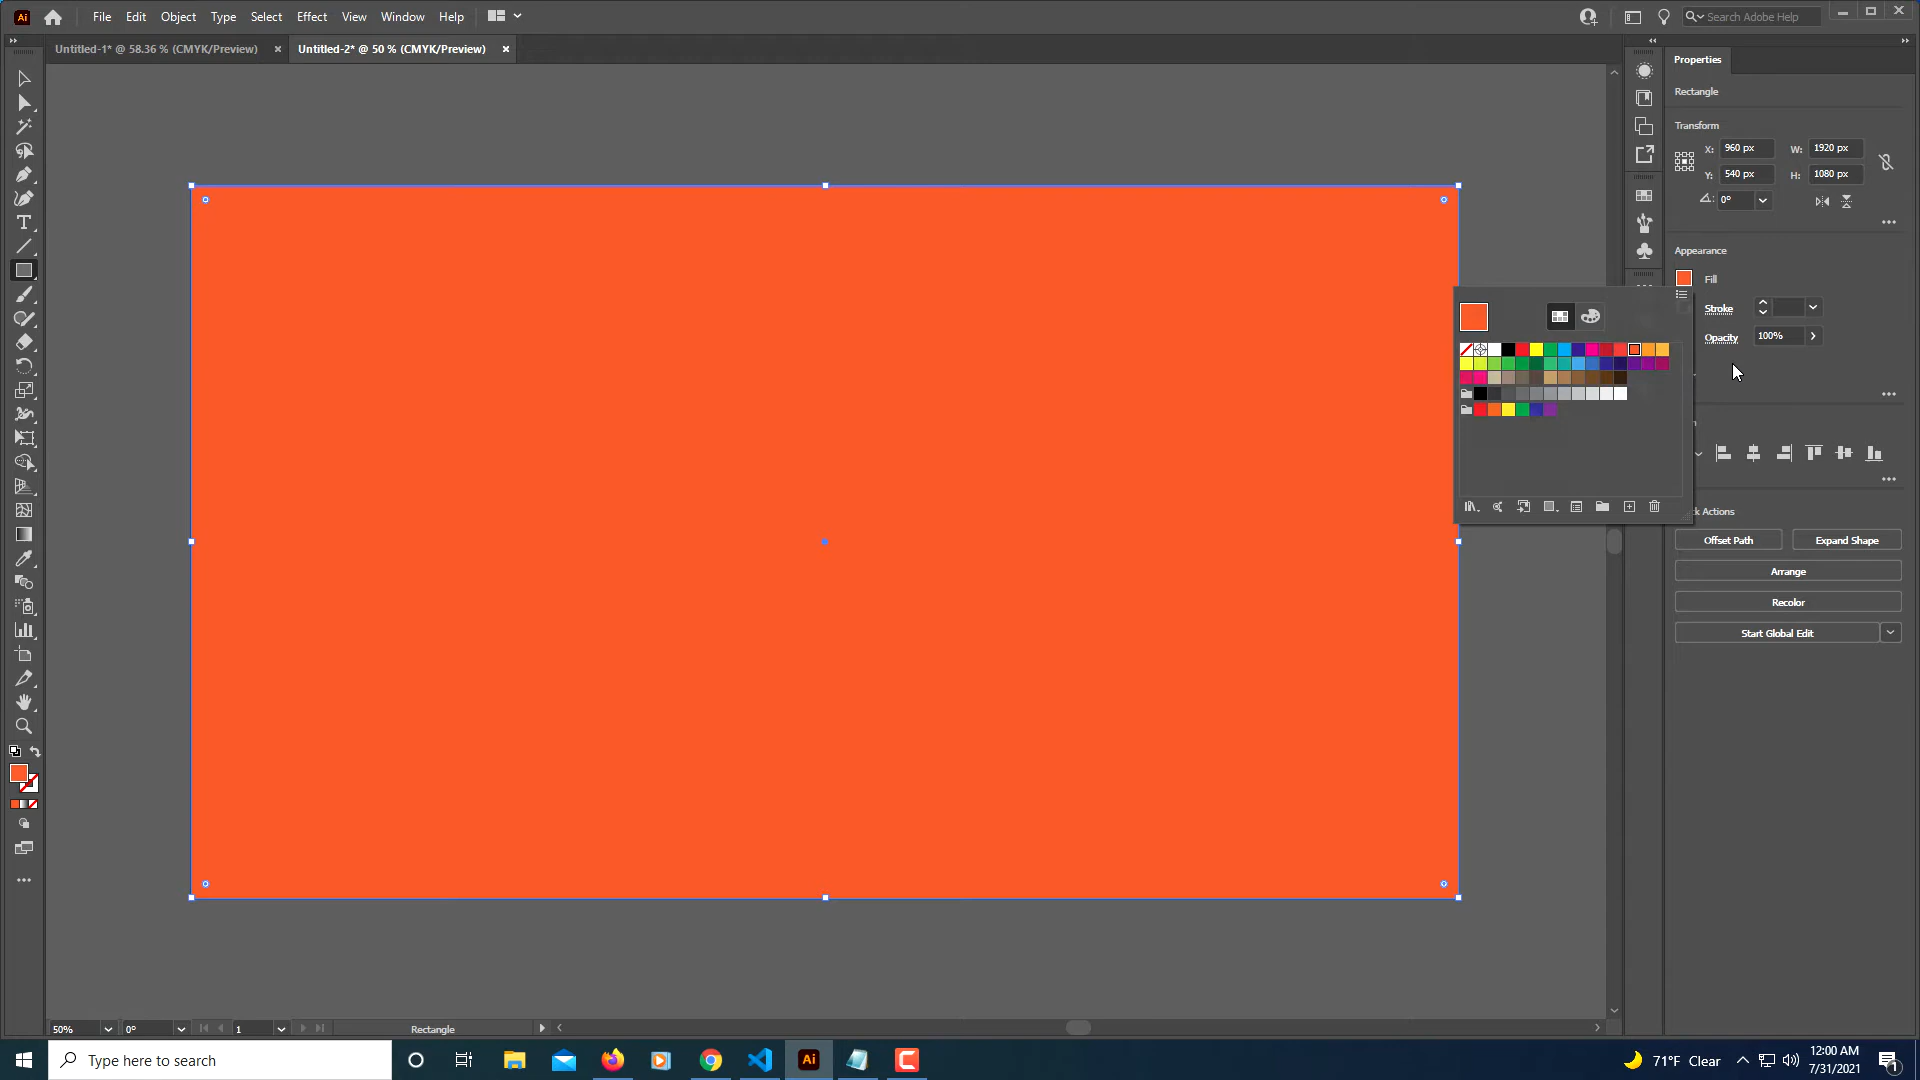 Ai File Edit Object Type Select Effect View Window Help Search Adobe Help
Untitled-1* @ 58.36 % (CMYK/Preview) × Untitled-2* @ 50 % (CMYK/Preview) ×
Properties
Rectangle
Transform
X: 960 px W: 1920 px
Y: 540 px H: 1080 px
0°
Appearance
Fill
Stroke
Opacity 100%
Offset Path Expand Shape
Arrange
Recolor
Start Global Edit
50% 0° 1 Rectangle
Type here to search Ai 71°F Clear 12:00 AM
7/31/2021 1